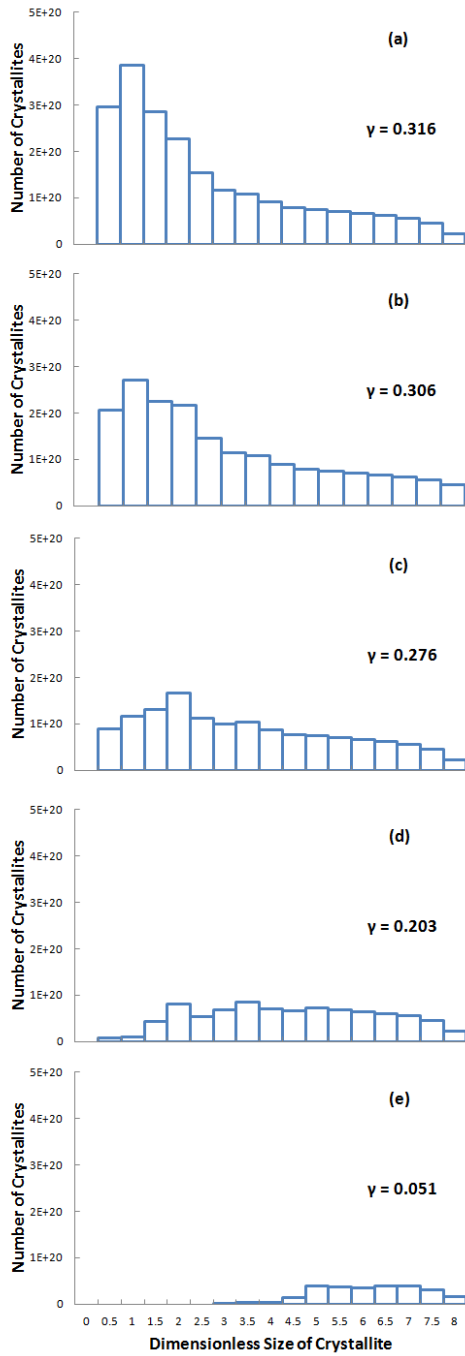 Number of Crystallites
5E+20
4E+20
3E+20
2E+20
1E+20
0
(a)
y = 0.316
Number of Crystallites
5E+20
4E+20
3E+20
2E+20
1E+20
0
(b)
y = 0.306
Number of Crystallites
5E+20
4E+20
3E+20
2E+20
1E+20
0
(c)
y = 0.276
Number of Crystallites
5E+20
4E+20
3E+20
2E+20
1E+20
0
(d)
y = 0.203
Number of Crystallites
5E+20
4E+20
3E+20
2E+20
1E+20
0
(e)
y = 0.051
0 0.5 1 1.5 2 2.5 3 3.5 4 4.5 5 5.5 6 6.5 7 7.5 8
Dimensionless Size of Crystallite